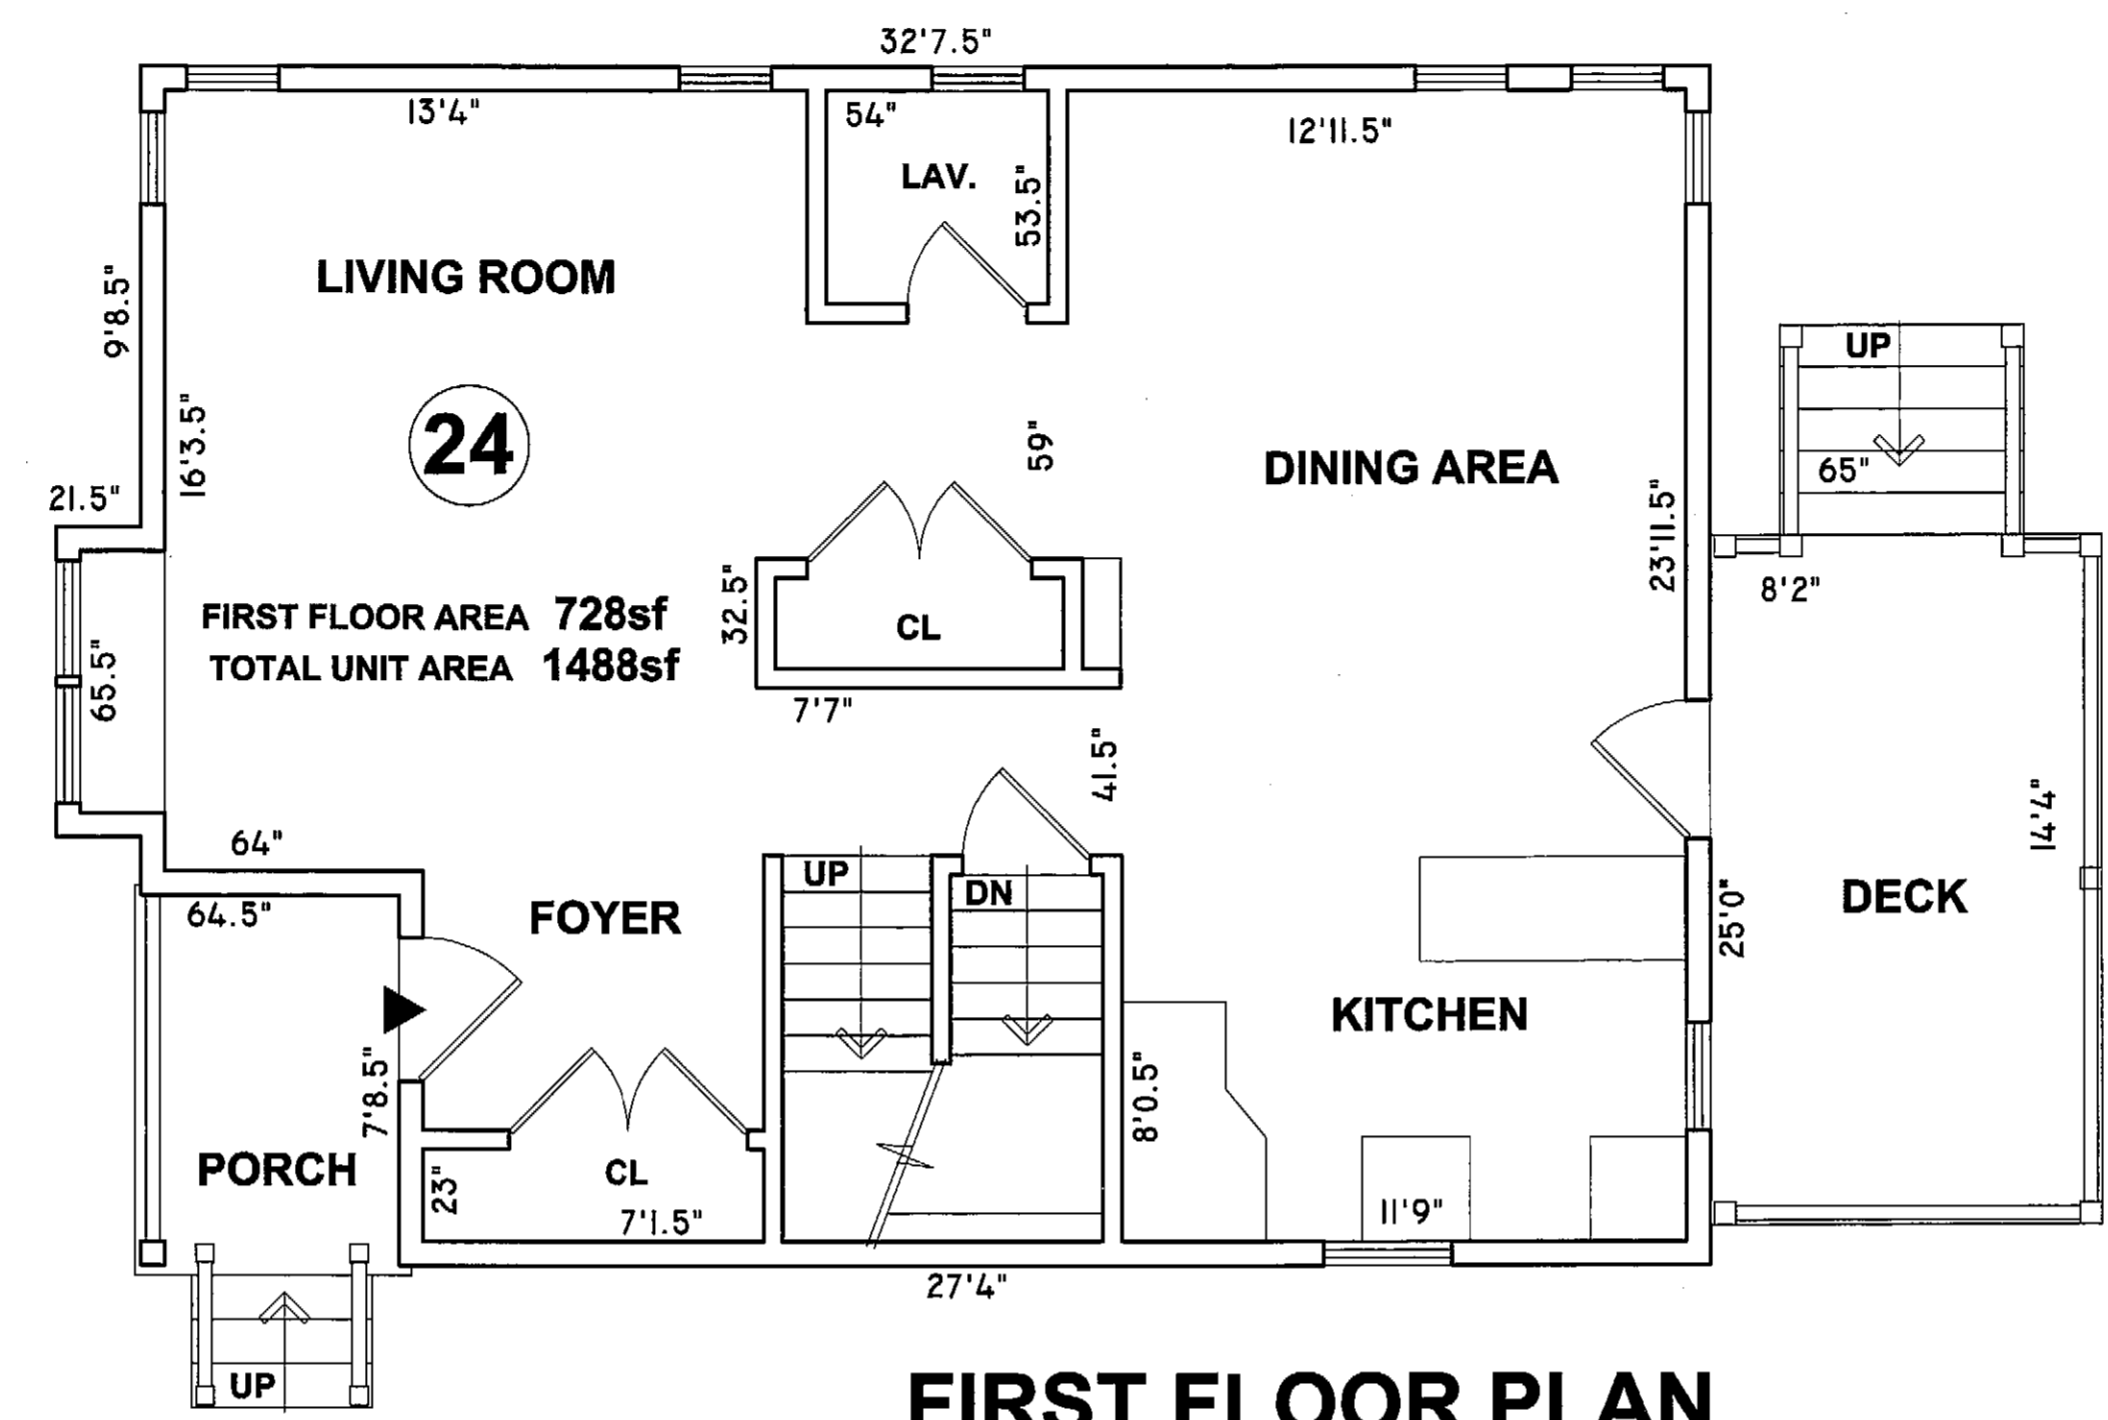 32'7.5"
13'4"
54"
12'11.5"
LAV.
53.5"
LIVING ROOM
9'8.5"
UP
16'3.5"
24
59"
DINING AREA
65"
21.5"
23'11.5"
8'2"
32.5"
FIRST FLOOR AREA 728sf
CL
TOTAL UNIT AREA 1488sf
65.5"
7'7"
41.5"
14'4"
64"
UP
DN
DECK
64.5"
FOYER
25'0"
KITCHEN
7'8.5"
8'0.5"
PORCH
CL
23"
7'1.5"
11'9"
27'4"
UP
FIRST FLOOR PLAN